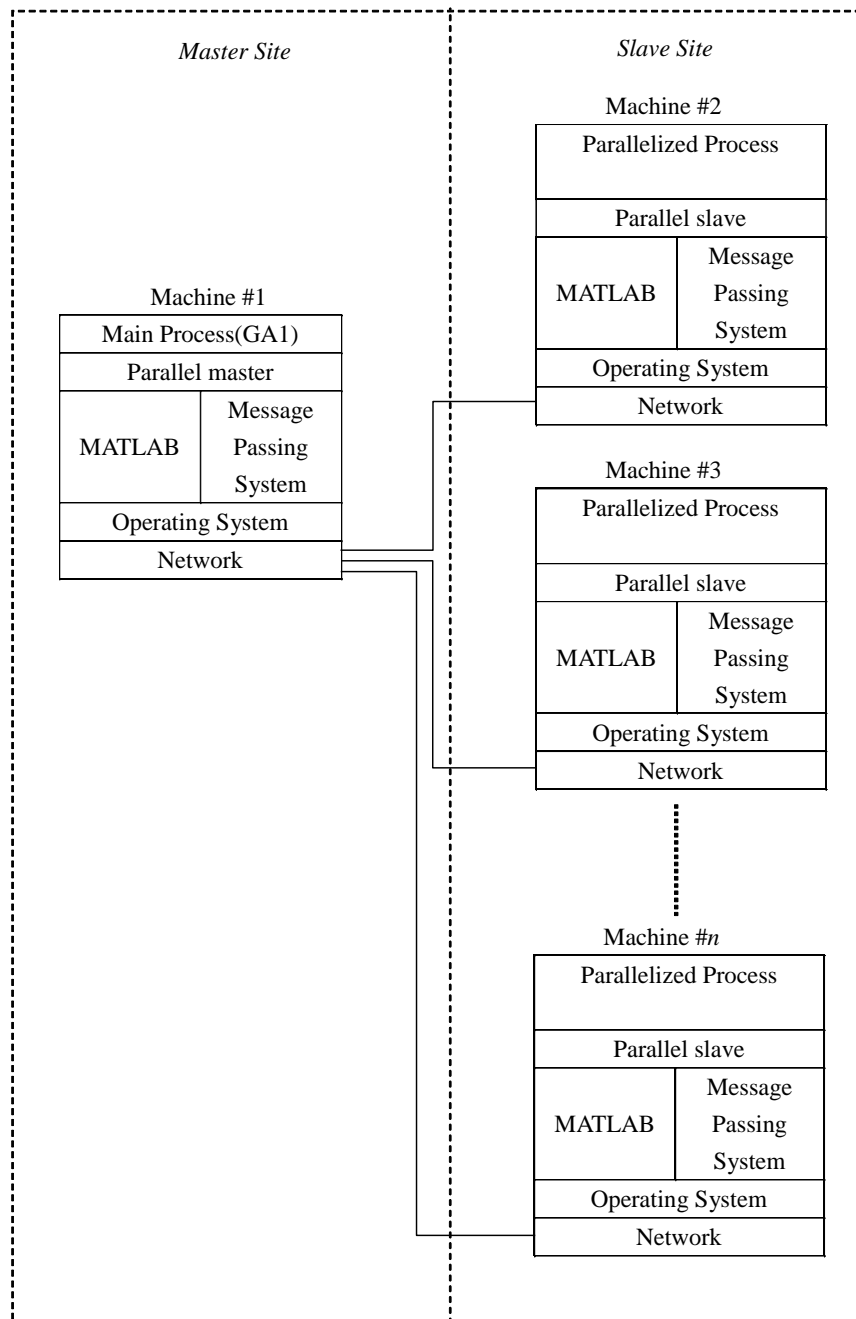 Master Site
Slave Site
Machine #1
Main Process(GA1)
Parallel master
MATLAB
Message
Passing
System
Operating System
Network
Machine #2
Parallelized Process
Parallel slave
MATLAB
Message
Passing
System
Operating System
Network
Machine #3
Parallelized Process
Parallel slave
MATLAB
Message
Passing
System
Operating System
Network
Machine #n
Parallelized Process
Parallel slave
MATLAB
Message
Passing
System
Operating System
Network